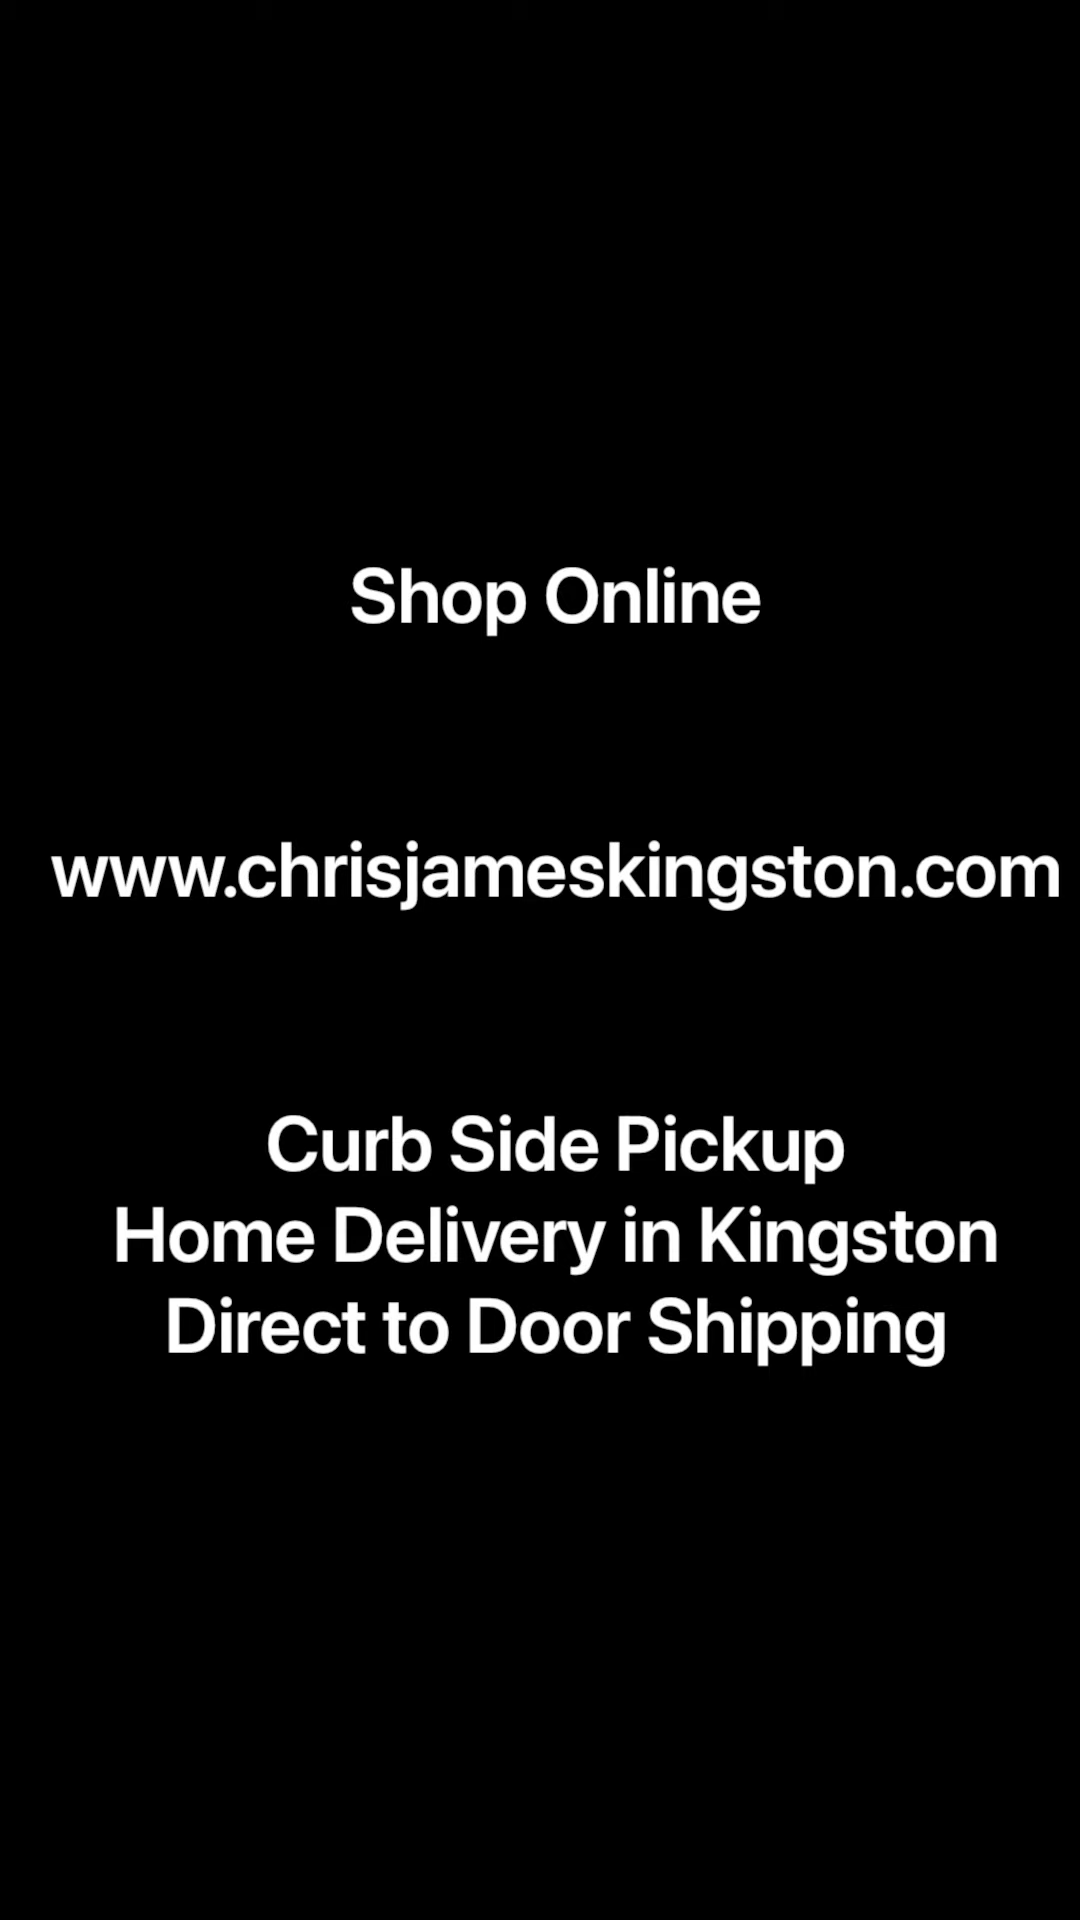 Shop Online
www.chrisjameskingston.com
Curb Side Pickup
Home Delivery in Kingston
Direct to Door Shipping